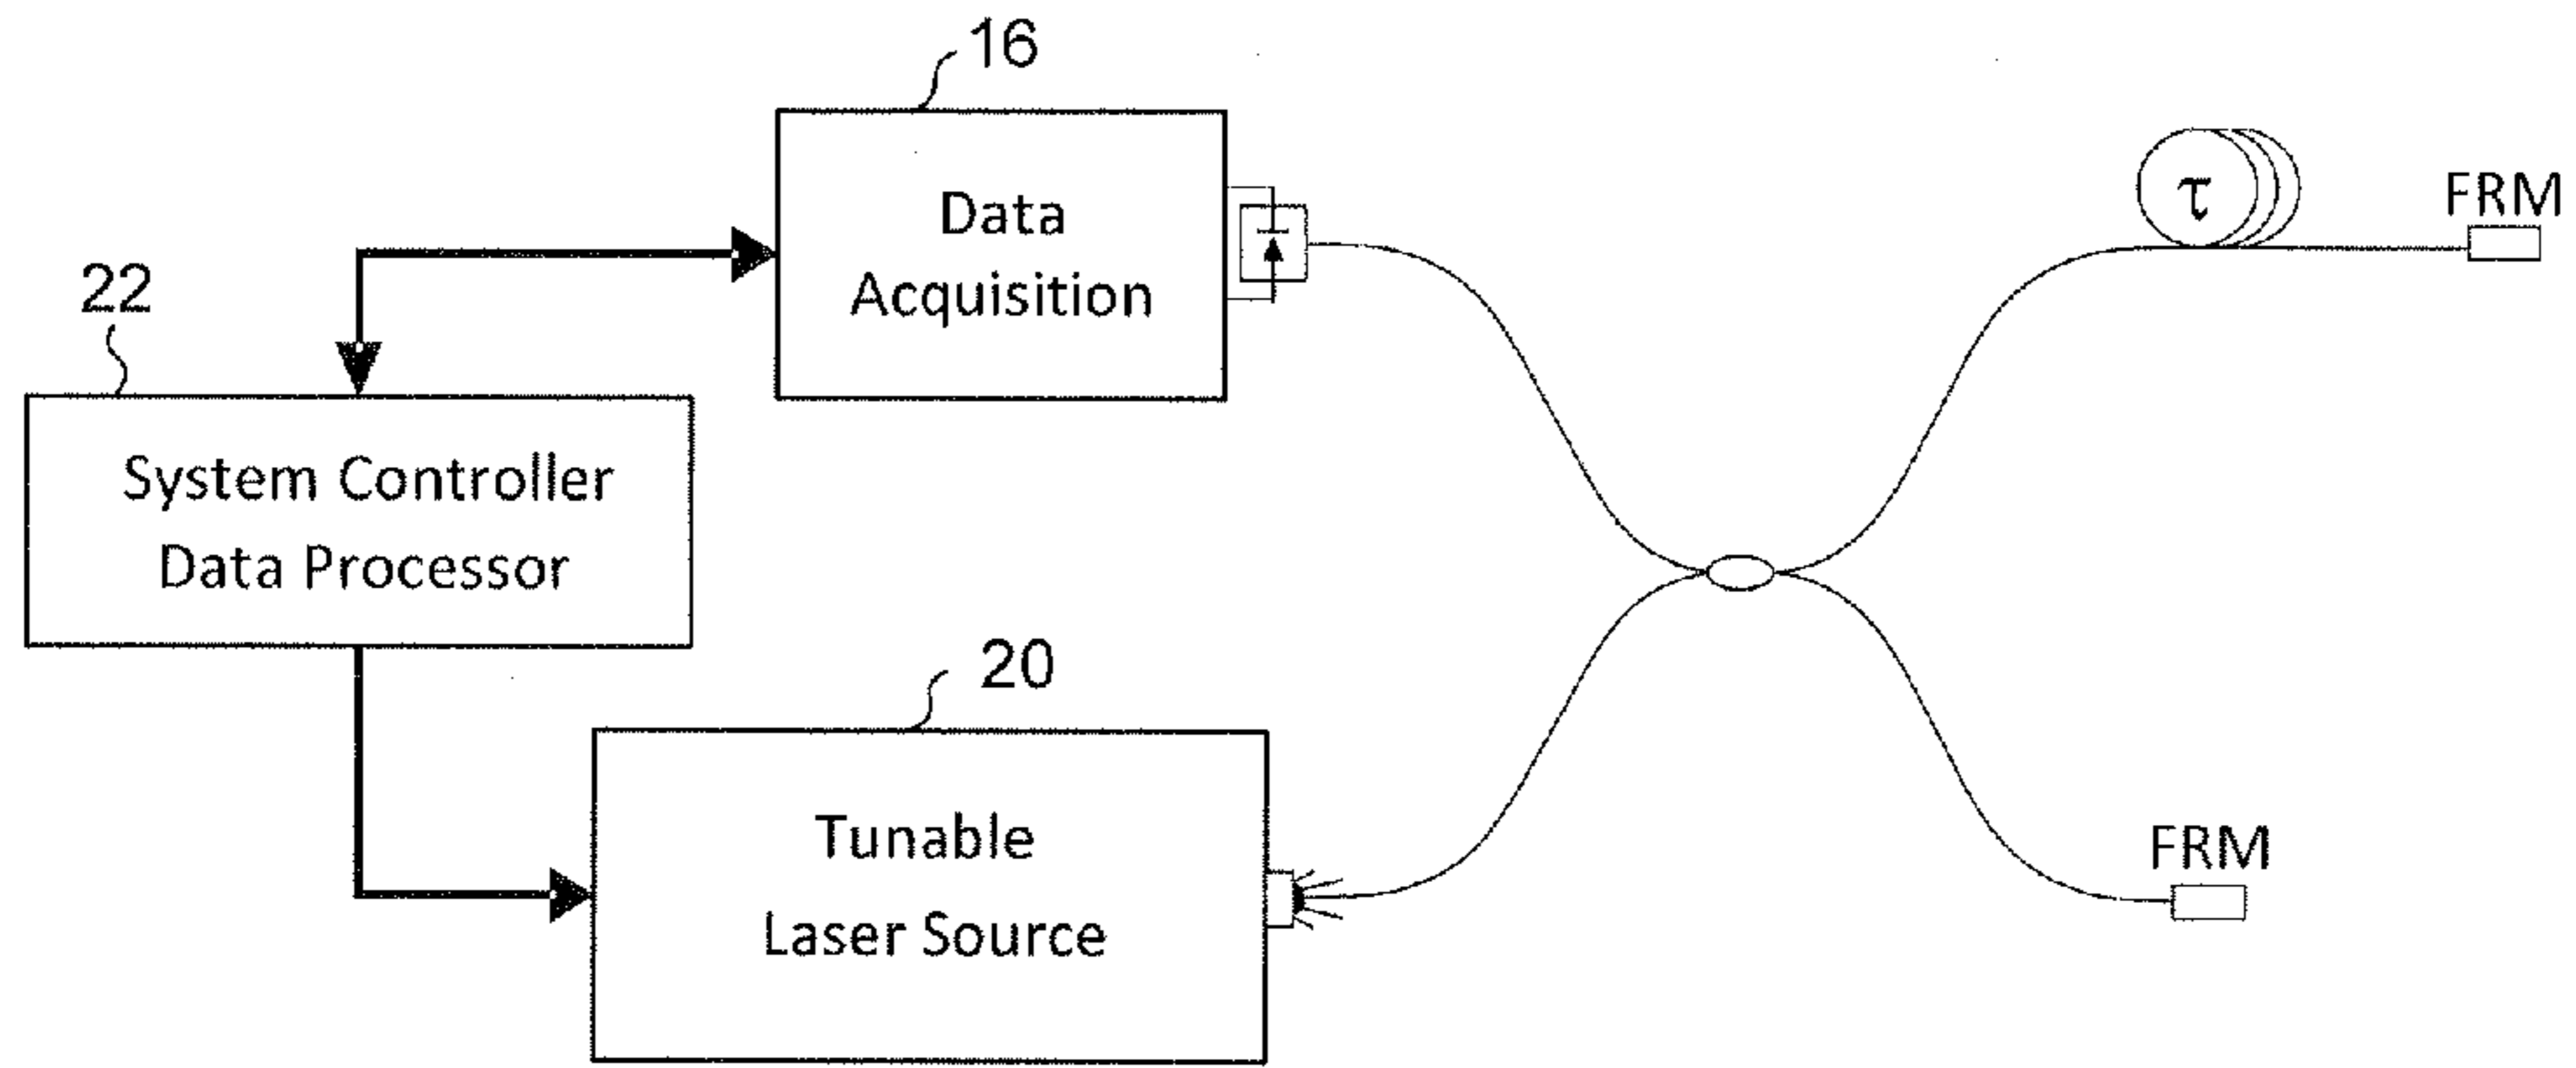 16
Data
Acquisition
τ
FRM
22
System Controller
Data Processor
20
Tunable
Laser Source
FRM